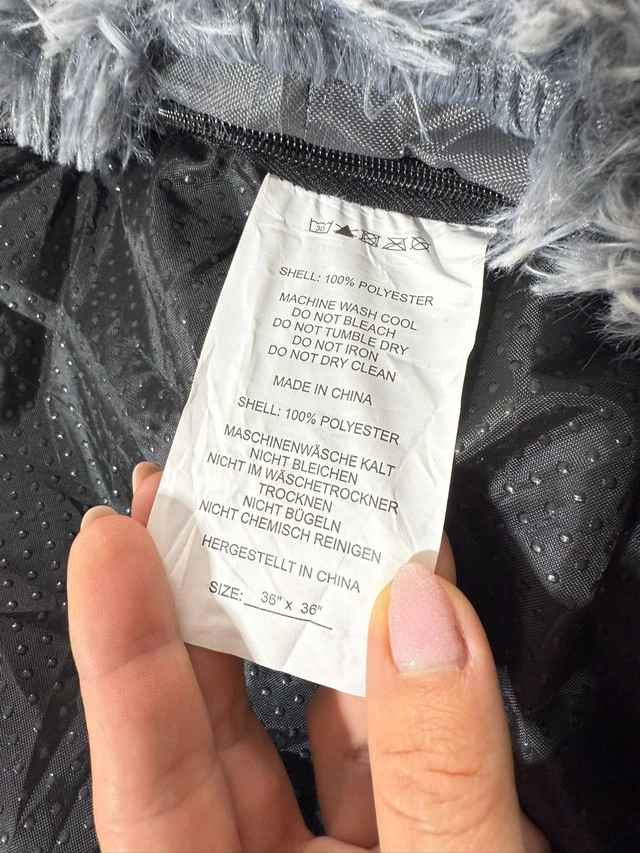 30
SHELL: 100% POLYESTER
MACHINE WASH COOL
DO NOT BLEACH
DO NOT TUMBLE DRY
DO NOT IRON
DO NOT DRY CLEAN
MADE IN CHINA
SHELL: 100% POLYESTER
MASCHINENWÄSCHE KALT
NICHT BLEICHEN
NICHT IM WÄSCHETROCKNER
TROCKNEN
NICHT BÜGELN
NICHT CHEMISCH REINIGEN
HERGESTELLT IN CHINA
SIZE: 36" x 36"